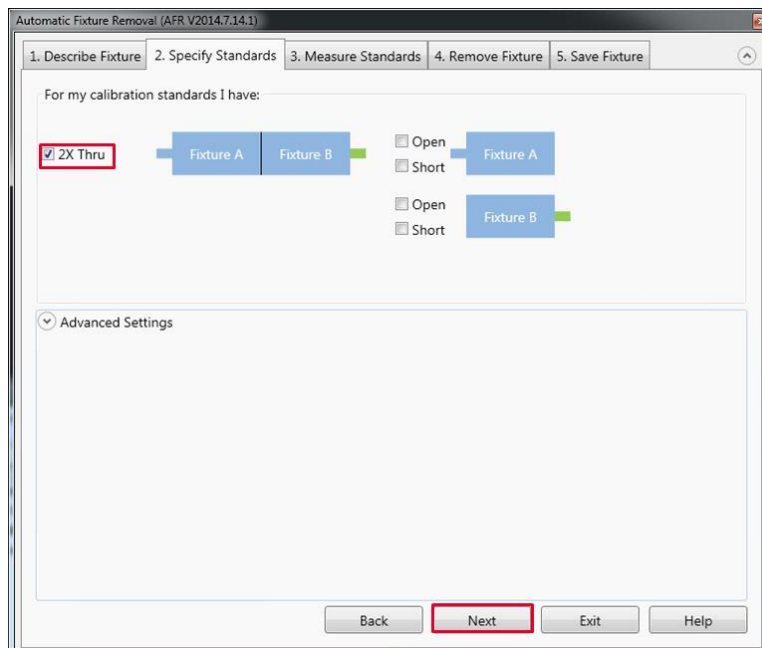 Automatic Fixture Removal (AFR V2014.7.14.1)
1. Describe Fixture 2. Specify Standards 3. Measure Standards 4. Remove Fixture 5. Save Fixture
For my calibration standards I have:
2X Thru
Fixture A Fixture B
Open
Short
Fixture A
Open
Short
Fixture B
Advanced Settings
Back Next Exit Help